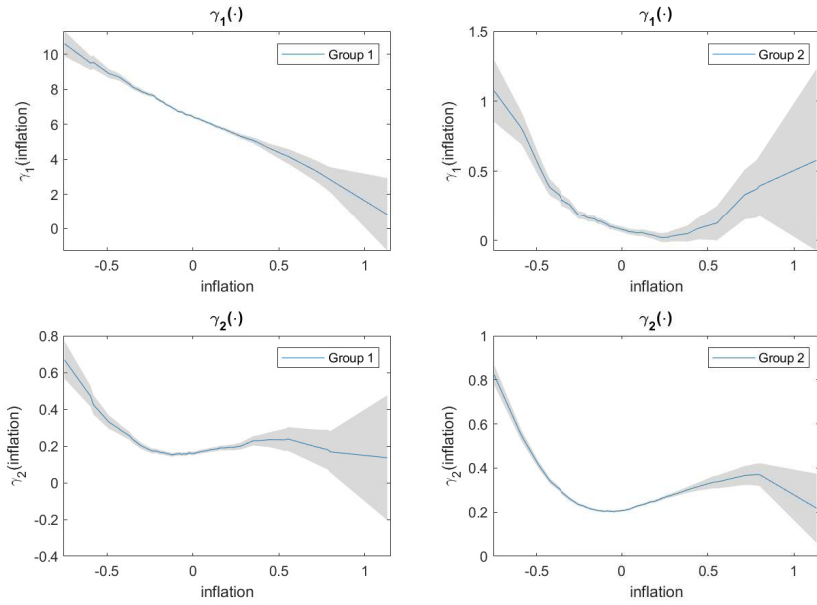 γ1(·)
γ1(·)
Group 1
Group 2
γ1(inflation)
10
8
6
4
2
0
-0.5
0
0.5
1
inflation
γ1(inflation)
1.5
1
0.5
0
-0.5
0
0.5
1
inflation
γ2(·)
γ2(·)
Group 1
Group 2
γ2(inflation)
0.8
0.6
0.4
0.2
0
-0.2
-0.4
-0.5
0
0.5
1
inflation
γ2(inflation)
1
0.8
0.6
0.4
0.2
0
-0.5
0
0.5
1
inflation